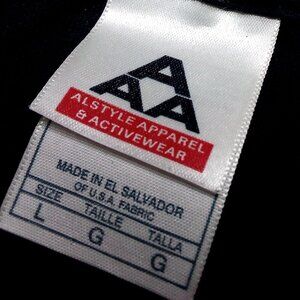 A
A A
ALSTYLE APPAREL
& ACTIVEWEAR
MADE IN EL SALVADOR
OF U.S.A. FABRIC
SIZE TAILLE TALLA
L G G